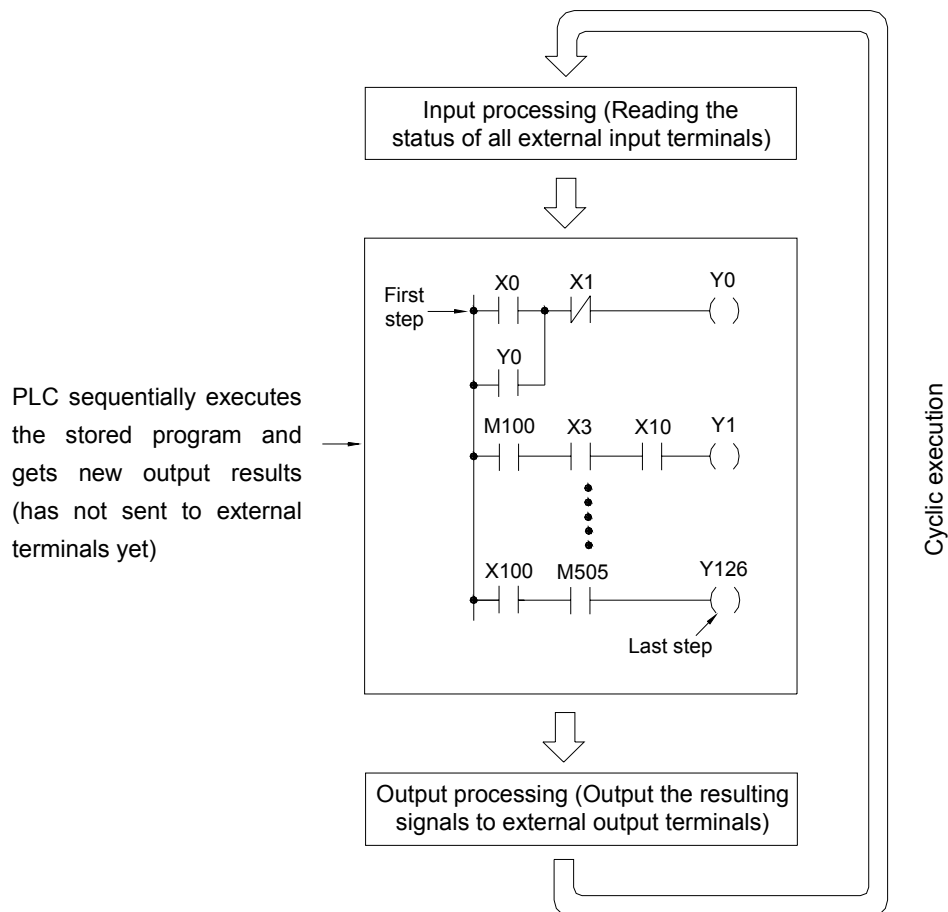 Input processing (Reading the
status of all external input terminals)
X0 X1 Y0
First
step
Y0
PLC sequentially executes
the stored program and
gets new output results
(has not sent to external
terminals yet)
M100 X3 X10 Y1
X100 M505 Y126
Last step
Output processing (Output the resulting
signals to external output terminals)
Cyclic execution